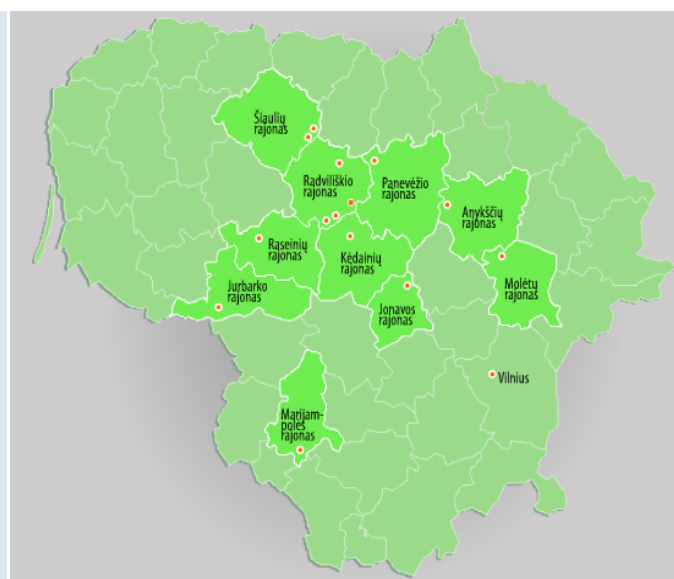 Šiaulių
rajonas
Radviliškio
rajonas
Panevėžio
rajonas
Anykščių
rajonas
Raseinių
rajonas
Kėdainių
rajonas
Molėtų
rajonas
Jurbarko
rajonas
Jonavos
rajonas
Vilnius
Marijam-
polės
rajonas